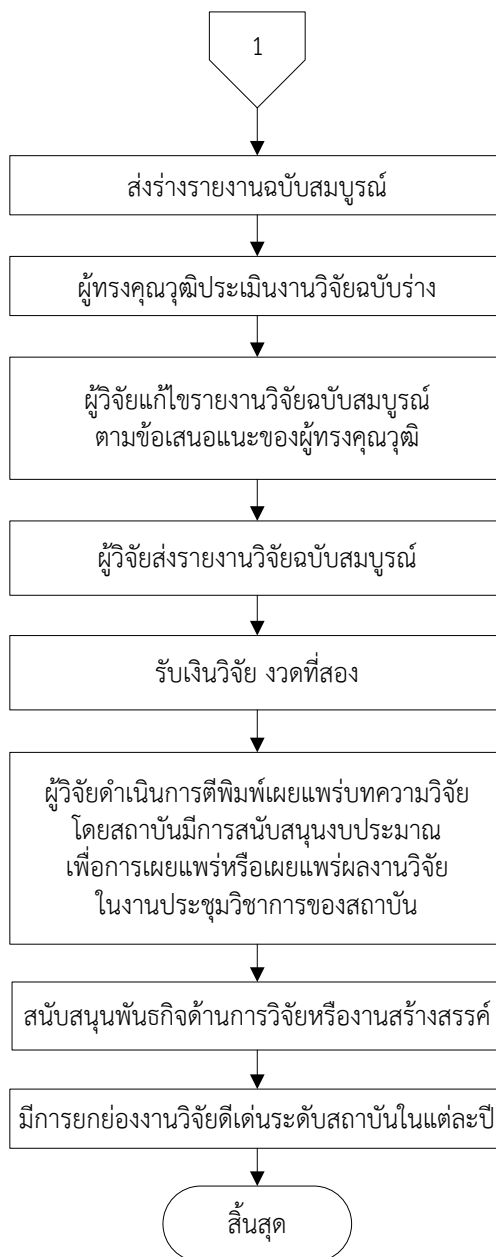 1
ส่งร่างรายงานฉบับสมบูรณ์
ผู้ทรงคุณวุฒิประเมินงานวิจัยฉบับร่าง
ผู้วิจัยแก้ไขรายงานวิจัยฉบับสมบูรณ์
ตามข้อเสนอแนะของผู้ทรงคุณวุฒิ
ผู้วิจัยส่งรายงานวิจัยฉบับสมบูรณ์
รับเงินวิจัย งวดที่สอง
ผู้วิจัยดำเนินการตีพิมพ์เผยแพร่บทความวิจัย
โดยสถาบันมีการสนับสนุนงบประมาณ
เพื่อการเผยแพร่หรือเผยแพร่ผลงานวิจัย
ในงานประชุมวิชาการของสถาบัน
สนับสนุนพันธกิจด้านการวิจัยหรืองานสร้างสรรค์
มีการยกย่องงานวิจัยดีเด่นระดับสถาบันในแต่ละปี
สิ้นสุด